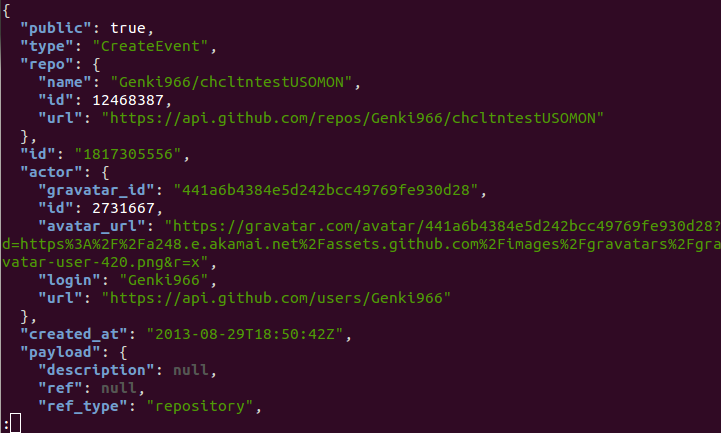 {
  "public": true,
  "type": "CreateEvent",
  "repo": {
    "name": "Genki966/chcltntestUSOMON",
    "id": 12468387,
    "url": "https://api.github.com/repos/Genki966/chcltntestUSOMON"
  },
  "id": "1817305556",
  "actor": {
    "gravatar_id": "441a6b4384e5d242bcc49769fe930d28",
    "id": 2731667,
    "avatar_url": "https://gravatar.com/avatar/441a6b4384e5d242bcc49769fe930d28?
d=https%3A%2F%2Fa248.e.akamai.net%2Fassets.github.com%2Fimages%2Fgravatars%2Fgra
vatar-user-420.png&r=x",
    "login": "Genki966",
    "url": "https://api.github.com/users/Genki966"
  },
  "created_at": "2013-08-29T18:50:42Z",
  "payload": {
    "description": null,
    "ref": null,
    "ref_type": "repository",
: